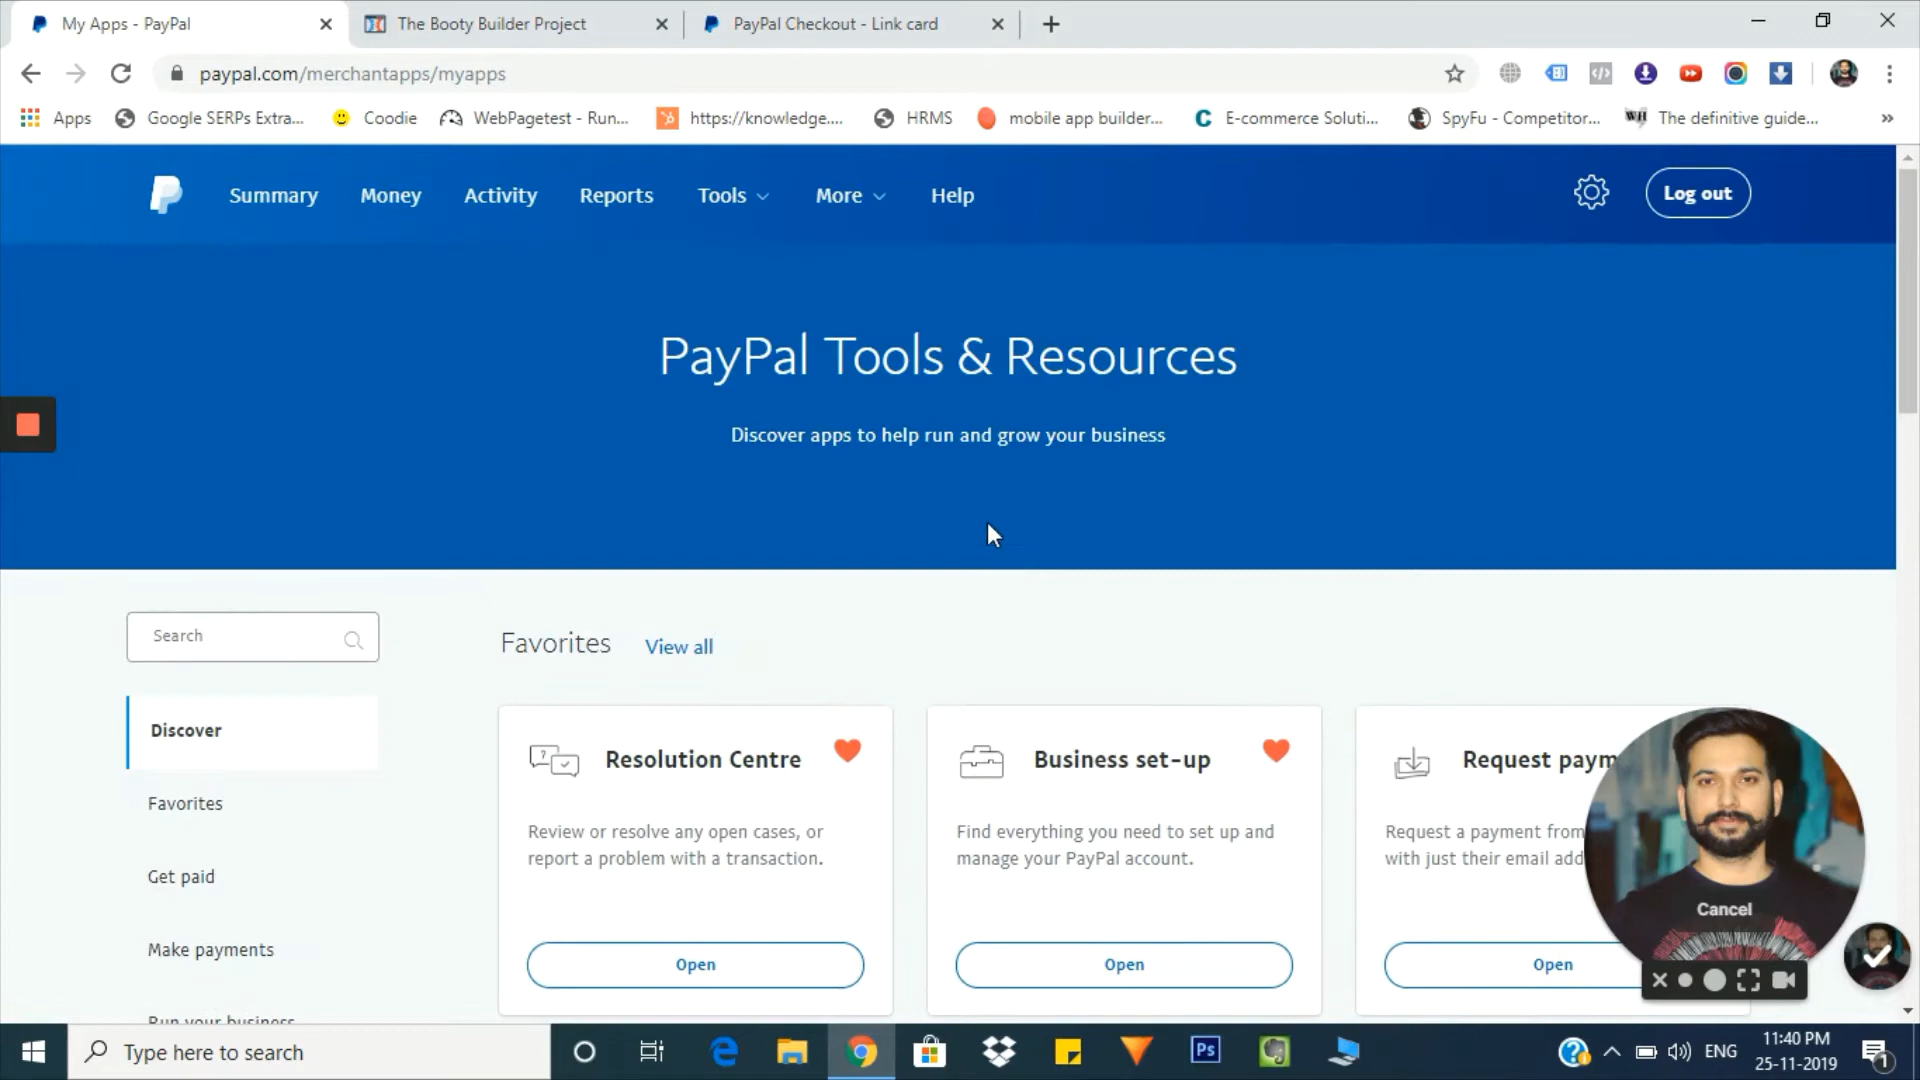 My Apps - PayPal
The Booty Builder Project
PayPal Checkout - Link card
paypal.com/merchantapps/myapps
Apps
Google SERPs Extra...
Coodie
WebPagetest - Run...
https://knowledge....
HRMS
mobile app builder...
E-commerce Soluti...
SpyFu - Competitor...
WH
The definitive guide...
Summary
Money
Activity
Reports
Tools
More
Help
Log out
PayPal Tools & Resources
Discover apps to help run and grow your business
Search
Discover
Favorites
Get paid
Make payments
Run your business
Favorites
View all
Resolution Centre
Review or resolve any open cases, or
report a problem with a transaction.
Open
Business set-up
Find everything you need to set up and
manage your PayPal account.
Open
Request paym
Request a payment from
with just their email add
Open
Cancel
Type here to search
Ps
ENG
11:40 PM
25-11-2019
1